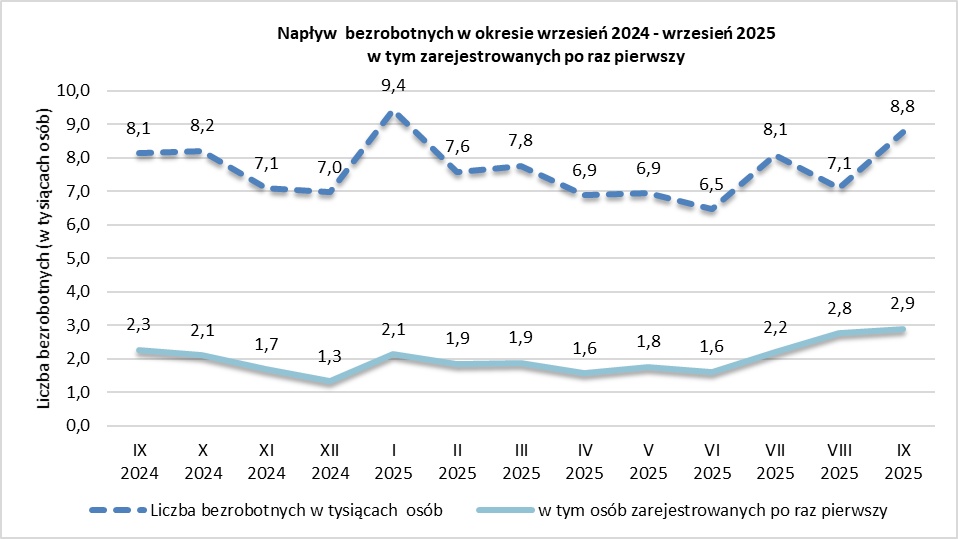 Napływ bezrobotnych w okresie wrzesień 2024 - wrzesień 2025
w tym zarejestrowanych po raz pierwszy
Liczba bezrobotnych (w tysiącach osób)
10,0
9,0
8,0
7,0
6,0
5,0
4,0
3,0
2,0
1,0
0,0
8,1 8,2 7,1 7,0 9,4 7,6 7,8 6,9 6,9 6,5 8,1 7,1 8,8
2,3 2,1 1,7 1,3 2,1 1,9 1,9 1,6 1,8 1,6 2,2 2,8 2,9
IX X XI XII I II III IV V VI VII VIII IX
2024 2024 2024 2024 2025 2025 2025 2025 2025 2025 2025 2025 2025
Liczba bezrobotnych w tysiącach osób
w tym osób zarejestrowanych po raz pierwszy